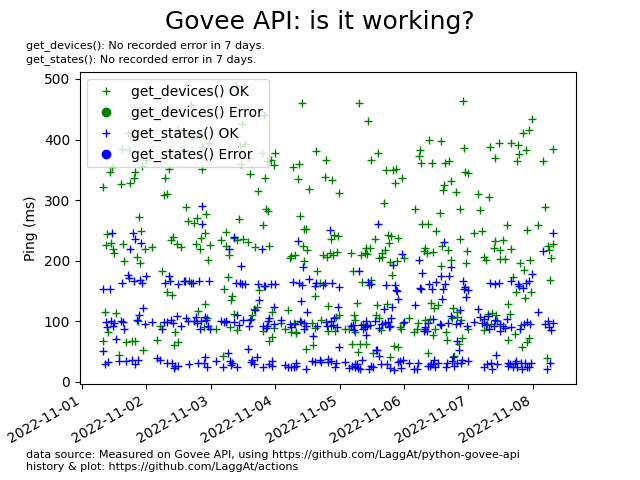 Govee API: is it working?
get_devices(): No recorded error in 7 days.
get_states(): No recorded error in 7 days.
get_devices() OK
get_devices() Error
get_states() OK
get_states() Error
500
400
300
200
100
0
Ping (ms)
2022-11-01
2022-11-02
2022-11-03
2022-11-04
2022-11-05
2022-11-06
2022-11-07
2022-11-08
data source: Measured on Govee API, using https://github.com/LaggAt/python-govee-api
history & plot: https://github.com/LaggAt/actions